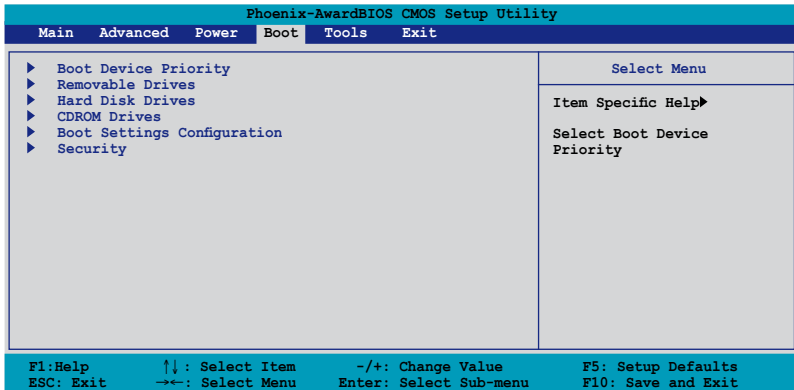 Phoenix-AwardBIOS CMOS Setup Utility
Main Advanced Power Boot Tools Exit
Boot Device Priority
Removable Drives
Hard Disk Drives
CDROM Drives
Boot Settings Configuration
Security
Select Menu
Item Specific Help
Select Boot Device
Priority
F1:Help ↑↓ : Select Item -/+: Change Value F5: Setup Defaults
ESC: Exit →←: Select Menu Enter: Select Sub-menu F10: Save and Exit